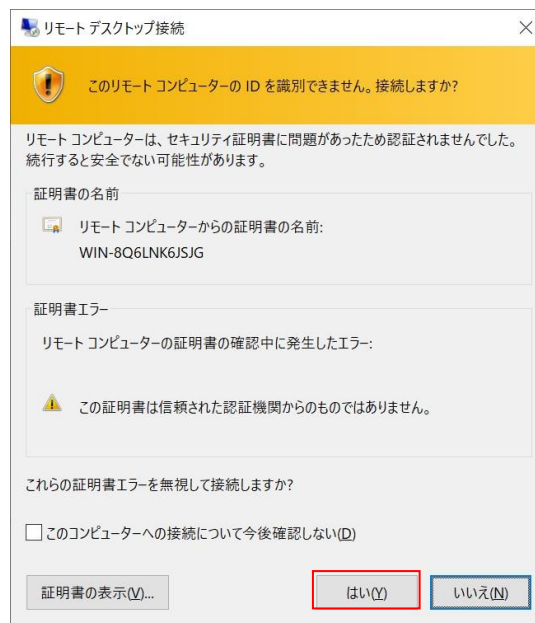 リモート デスクトップ接続
このリモート コンピューターの ID を識別できません。接続しますか?
リモート コンピューターは、セキュリティ証明書に問題があったため認証されませんでした。
続行すると安全でない可能性があります。
証明書の名前
リモート コンピューターからの証明書の名前:
WIN-8Q6LNK6JSJG
証明書エラー
リモート コンピューターの証明書の確認中に発生したエラー:
この証明書は信頼された認証機関からのものではありません。
これらの証明書エラーを無視して接続しますか?
このコンピューターへの接続について今後確認しない(D)
証明書の表示(V)...
はい(Y)
いいえ(N)